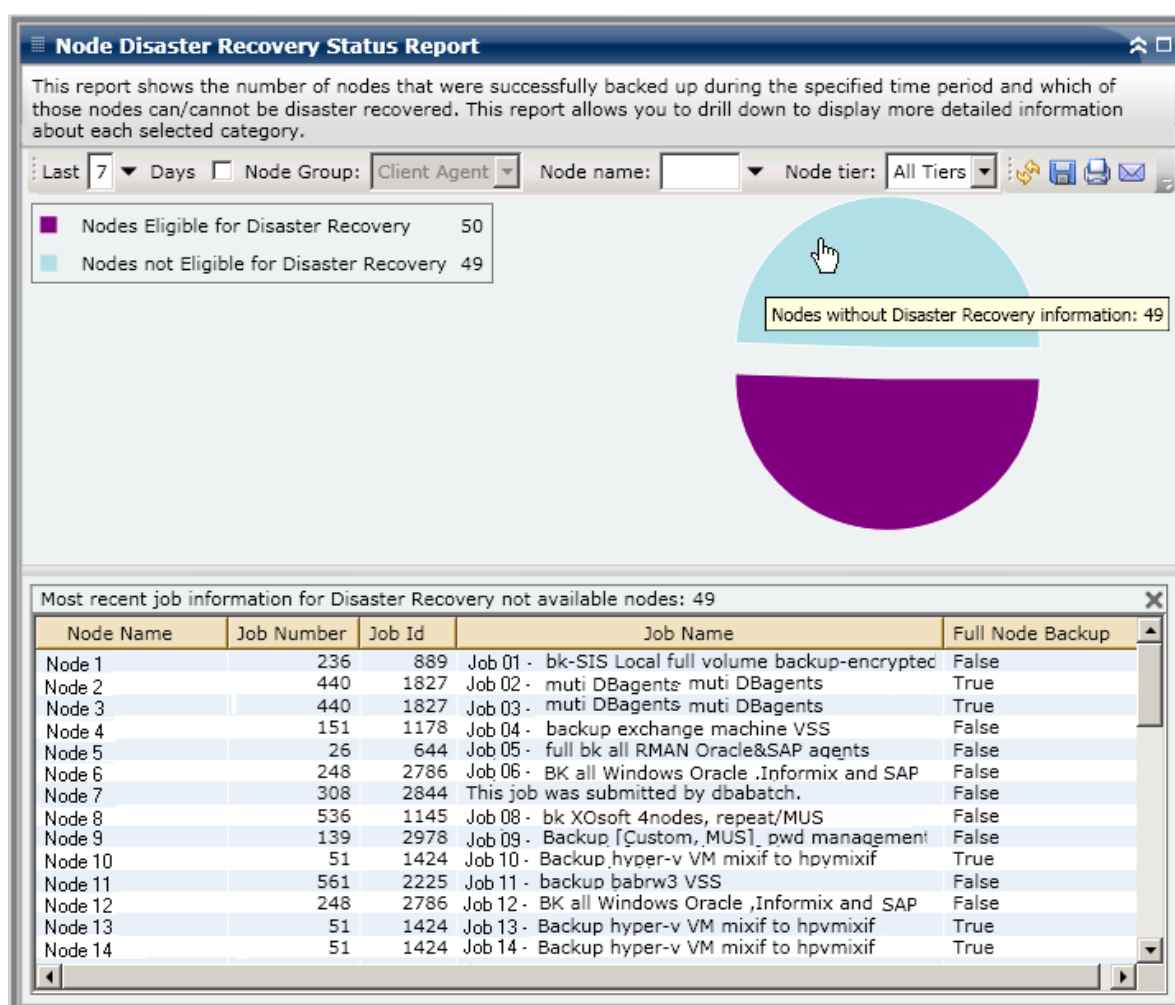 Node Disaster Recovery Status Report
This report shows the number of nodes that were successfully backed up during the specified time period and which of
those nodes can/cannot be disaster recovered. This report allows you to drill down to display more detailed information
about each selected category.
Last 7 Days Node Group: Client Agent Node name: Node tier: All Tiers
Nodes Eligible for Disaster Recovery 50
Nodes not Eligible for Disaster Recovery 49
Nodes without Disaster Recovery information: 49
Most recent job information for Disaster Recovery not available nodes: 49
Node Name Job Number Job Id Job Name Full Node Backup
Node 1 236 889 Job 01 - bk-SIS Local full volume backup-encrypted False
Node 2 440 1827 Job 02 - muti DBagents muti DBagents True
Node 3 440 1827 Job 03 - muti DBagents muti DBagents True
Node 4 151 1178 Job 04 - backup exchange machine VSS False
Node 5 26 644 Job 05 - full bk all RMAN Oracle&SAP agents False
Node 6 248 2786 Job 06 - BK all Windows Oracle ,Informix and SAP False
Node 7 308 2844 This job was submitted by dbabatch. False
Node 8 536 1145 Job 08 - bk XOsoft 4nodes, repeat/MUS False
Node 9 139 2978 Job 09 - Backup [Custom, MUS]_pwd management False
Node 10 51 1424 Job 10 - Backup hyper-v VM mixif to hpvmixif True
Node 11 561 2225 Job 11 - backup babrw3 VSS False
Node 12 248 2786 Job 12 - BK all Windows Oracle ,Informix and SAP False
Node 13 51 1424 Job 13 - Backup hyper-v VM mixif to hpvmixif True
Node 14 51 1424 Job 14 - Backup hyper-v VM mixif to hpvmixif True